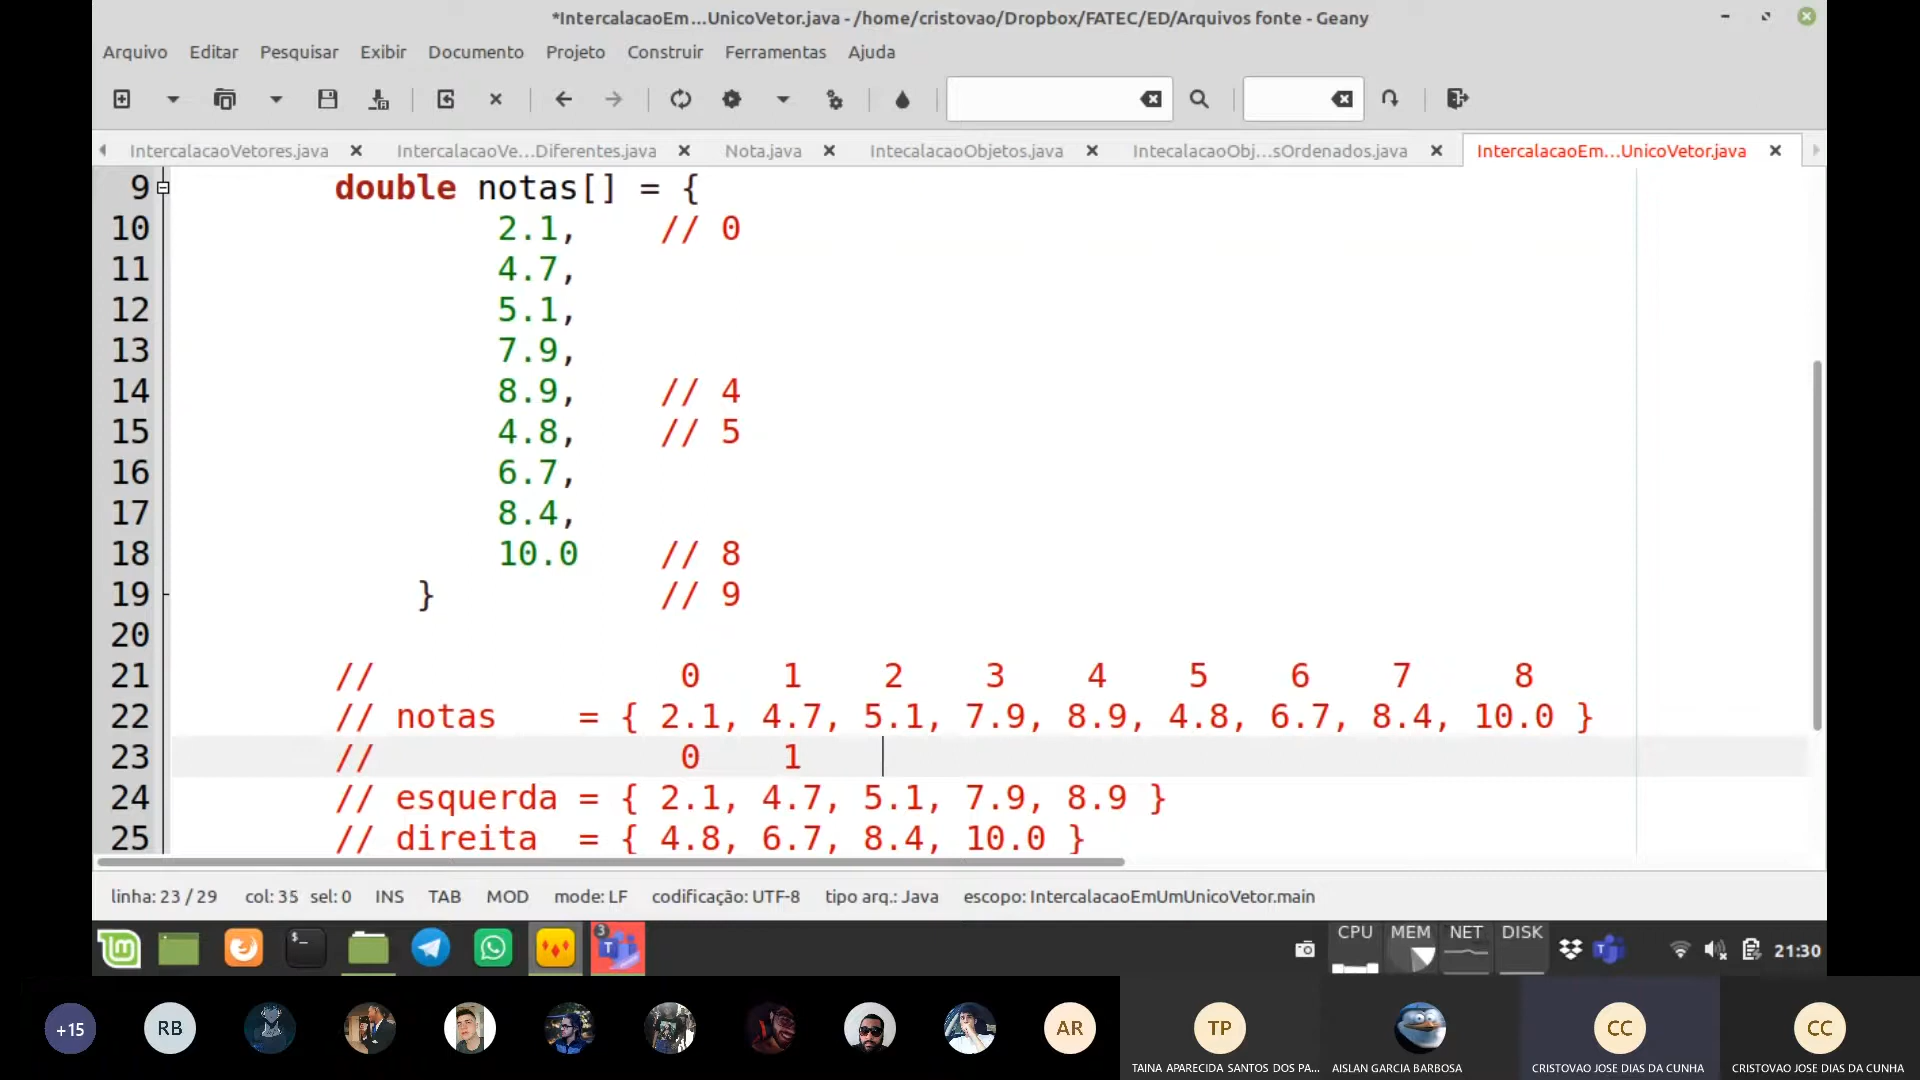 *IntercalacaoEm...UnicoVetor.java - /home/cristovao/Dropbox/FATEC/ED/Arquivos fonte - Geany
Arquivo Editar Pesquisar Exibir Documento Projeto Construir Ferramentas Ajuda
IntercalacaoVetores.java IntercalacaoVe...Diferentes.java Nota.java IntecalacaoObjetos.java IntecalacaoObj...sOrdenados.java IntercalacaoEm...UnicoVetor.java
9 double notas[] = {
10 2.1, // 0
11 4.7,
12 5.1,
13 7.9,
14 8.9, // 4
15 4.8, // 5
16 6.7,
17 8.4,
18 10.0 // 8
19 } // 9
20
21 // 0 1 2 3 4 5 6 7 8
22 // notas = { 2.1, 4.7, 5.1, 7.9, 8.9, 4.8, 6.7, 8.4, 10.0 }
23 // 0 1
24 // esquerda = { 2.1, 4.7, 5.1, 7.9, 8.9 }
25 // direita = { 4.8, 6.7, 8.4, 10.0 }
linha: 23 / 29 col: 35 sel: 0 INS TAB MOD mode: LF codificação: UTF-8 tipo arq.: Java escopo: IntercalacaoEmUmUnicoVetor.main
3 CPU MEM NET DISK 21:30
+15 RB AR TP CC CC
TAINA APARECIDA SANTOS DOS PA... AISLAN GARCIA BARBOSA CRISTOVAO JOSE DIAS DA CUNHA CRISTOVAO JOSE DIAS DA CUNHA